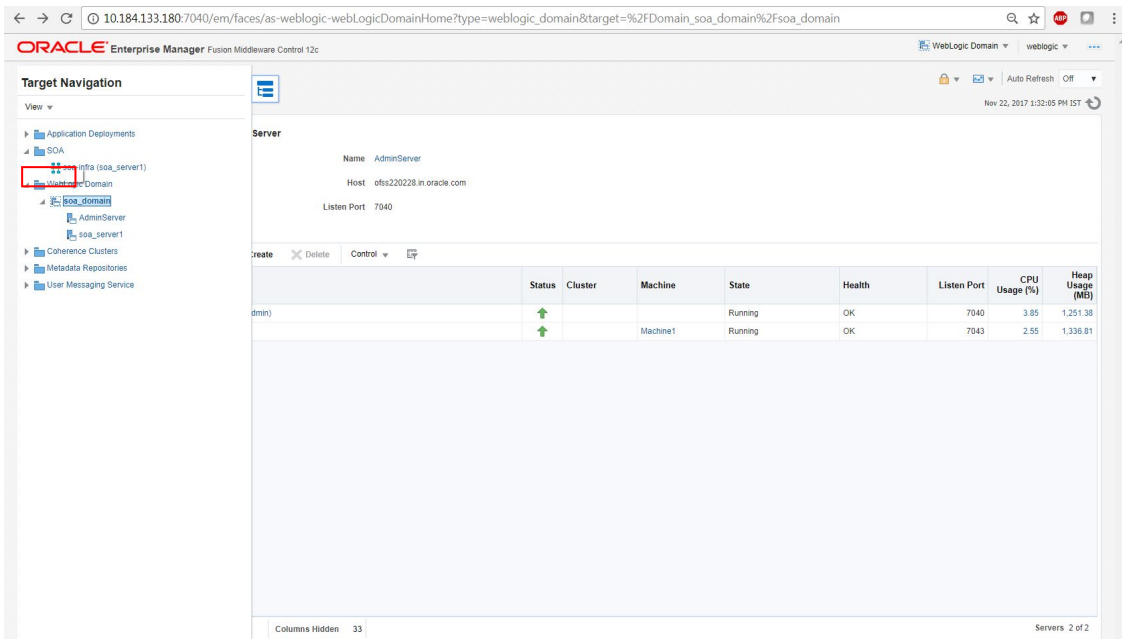 10.184.133.180:7040/em/faces/as-weblogic-webLogicDomainHome?type=weblogic_domain&target=%2FDomain_soa_domain%2Fsoa_domain
ABP
ORACLE Enterprise Manager Fusion Middleware Control 12c
WebLogic Domain
weblogic
Target Navigation
Auto Refresh Off
View
Nov 22, 2017 1:32:05 PM IST
Application Deployments
Server
SOA
Name AdminServer
soa-infra (soa_server1)
Host ofss220228.in.oracle.com
WebLogic Domain
soa_domain
Listen Port 7040
AdminServer
soa_server1
Coherence Clusters
Create Delete Control
Metadata Repositories
User Messaging Service
Status Cluster Machine State Health Listen Port CPU Usage (%) Heap Usage (MB)
dmin) Running OK 7040 3.85 1,251.38
Machine1 Running OK 7043 2.55 1,336.81
Columns Hidden 33
Servers 2 of 2